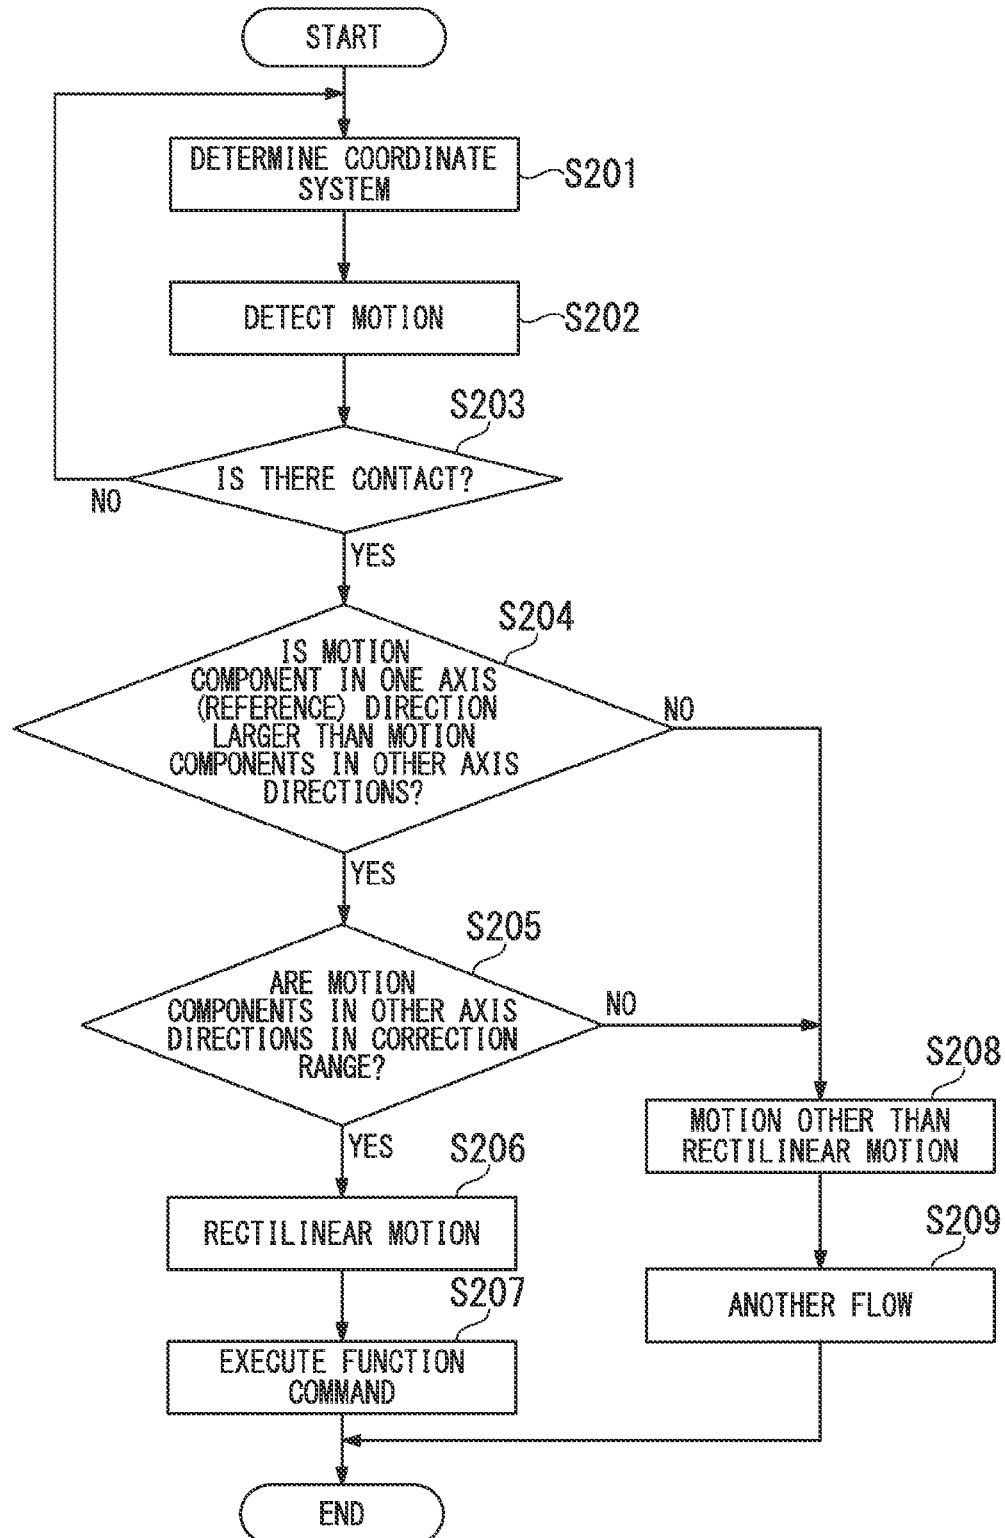 START
DETERMINE COORDINATE
SYSTEM
S201
DETECT MOTION
S202
S203
IS THERE CONTACT?
NO
YES
S204
IS MOTION
COMPONENT IN ONE AXIS
(REFERENCE) DIRECTION
LARGER THAN MOTION
COMPONENTS IN OTHER AXIS
DIRECTIONS?
NO
YES
S205
ARE MOTION
COMPONENTS IN OTHER AXIS
DIRECTIONS IN CORRECTION
RANGE?
NO
YES
S208
MOTION OTHER THAN
RECTILINEAR MOTION
S206
RECTILINEAR MOTION
S209
ANOTHER FLOW
S207
EXECUTE FUNCTION
COMMAND
END